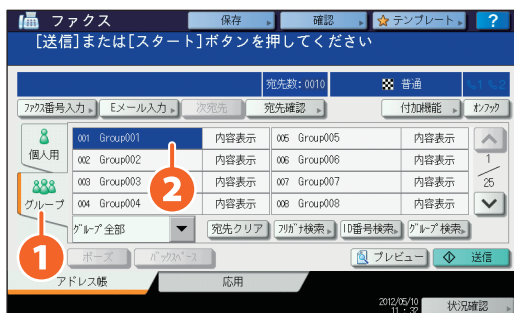 ファクス 保存 確認 テンプレート ?
[送信]または[スタート]ボタンを押してください
宛先数:0010 普通 1 2
ファクス番号入力 Eメール入力 次宛先 宛先確認 付加機能 オンフック
個人用 001 Group001 内容表示 005 Group005 内容表示
002 Group002 内容表示 006 Group006 内容表示 1
003 Group003 内容表示 007 Group007 内容表示 25
グループ 004 Group004 内容表示 008 Group008 内容表示
2
グループ全部 宛先クリア フリガナ検索 ID番号検索 グループ検索
1
ポーズ バックスペース プレビュー 送信
アドレス帳 応用
2012/05/10
11:32 状況確認